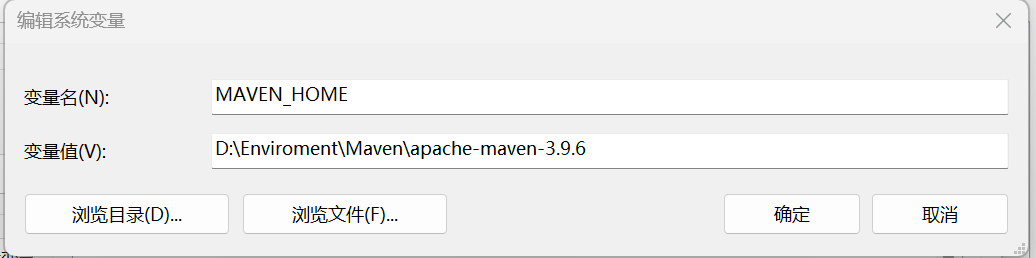 编辑系统变量
变量名(N):
MAVEN_HOME
变量值(V):
D:\Enviroment\Maven\apache-maven-3.9.6
浏览目录(D)...
浏览文件(F)...
确定
取消